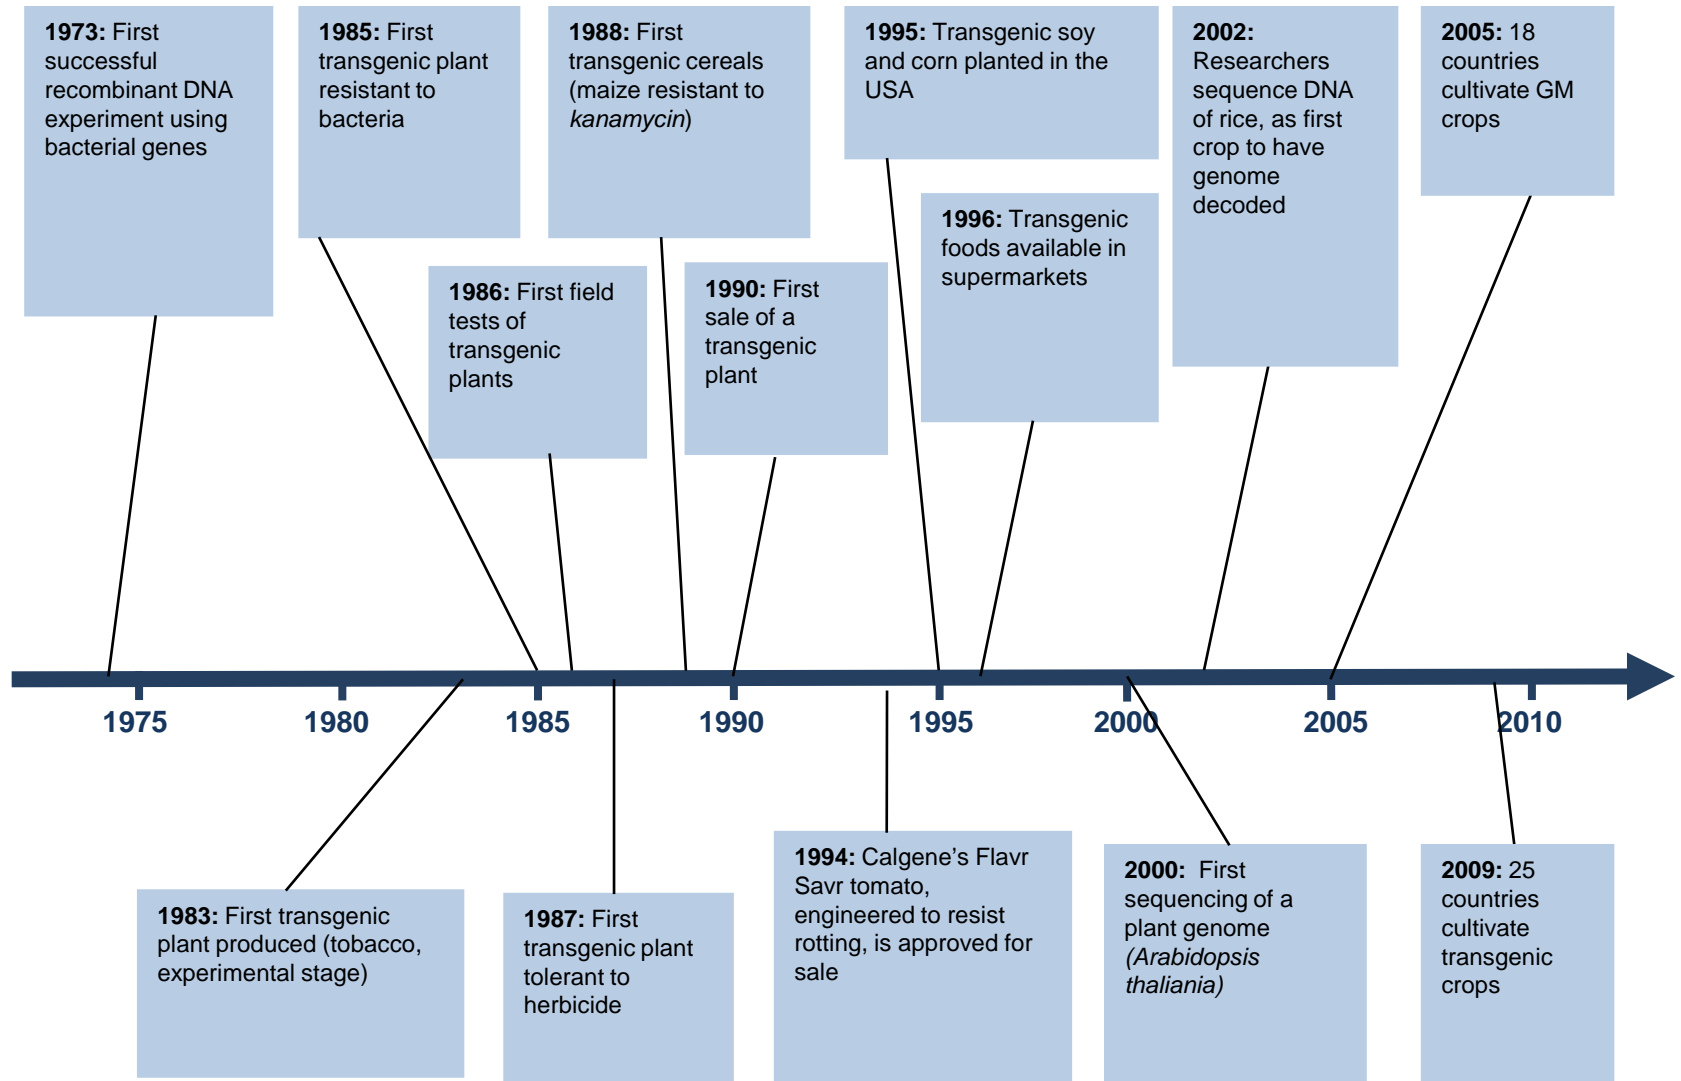 1973: First
successful
recombinant DNA
experiment using
bacterial genes
1985: First
transgenic plant
resistant to
bacteria
1988: First
transgenic cereals
(maize resistant to
kanamycin)
1995: Transgenic soy
and corn planted in the
USA
2002:
Researchers
sequence DNA
of rice, as first
crop to have
genome
decoded
2005: 18
countries
cultivate GM
crops
1986: First field
tests of
transgenic
plants
1990: First
sale of a
transgenic
plant
1996: Transgenic
foods available in
supermarkets
1975
1980
1985
1990
1995
2000
2005
2010
1983: First transgenic
plant produced (tobacco,
experimental stage)
1987: First
transgenic plant
tolerant to
herbicide
1994: Calgene’s Flavr
Savr tomato,
engineered to resist
rotting, is approved for
sale
2000:  First
sequencing of a
plant genome
(Arabidopsis
thaliania)
2009: 25
countries
cultivate
transgenic
crops